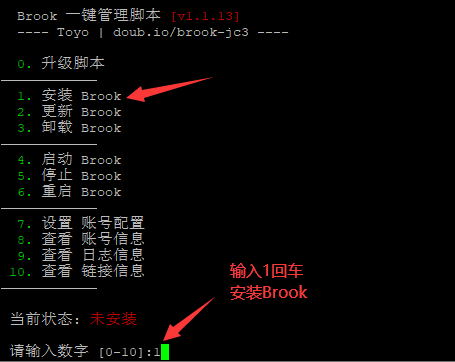 Brook 一键管理脚本 [v1.1.13]
---- Toyo | doub.io/brook-jc3 ----
0. 升级脚本
1. 安装 Brook
2. 更新 Brook
3. 卸载 Brook
4. 启动 Brook
5. 停止 Brook
6. 重启 Brook
7. 设置 账号配置
8. 查看 账号信息
9. 查看 日志信息
10. 查看 链接信息
输入1回车
安装Brook
当前状态：未安装
请输入数字 [0-10]:1